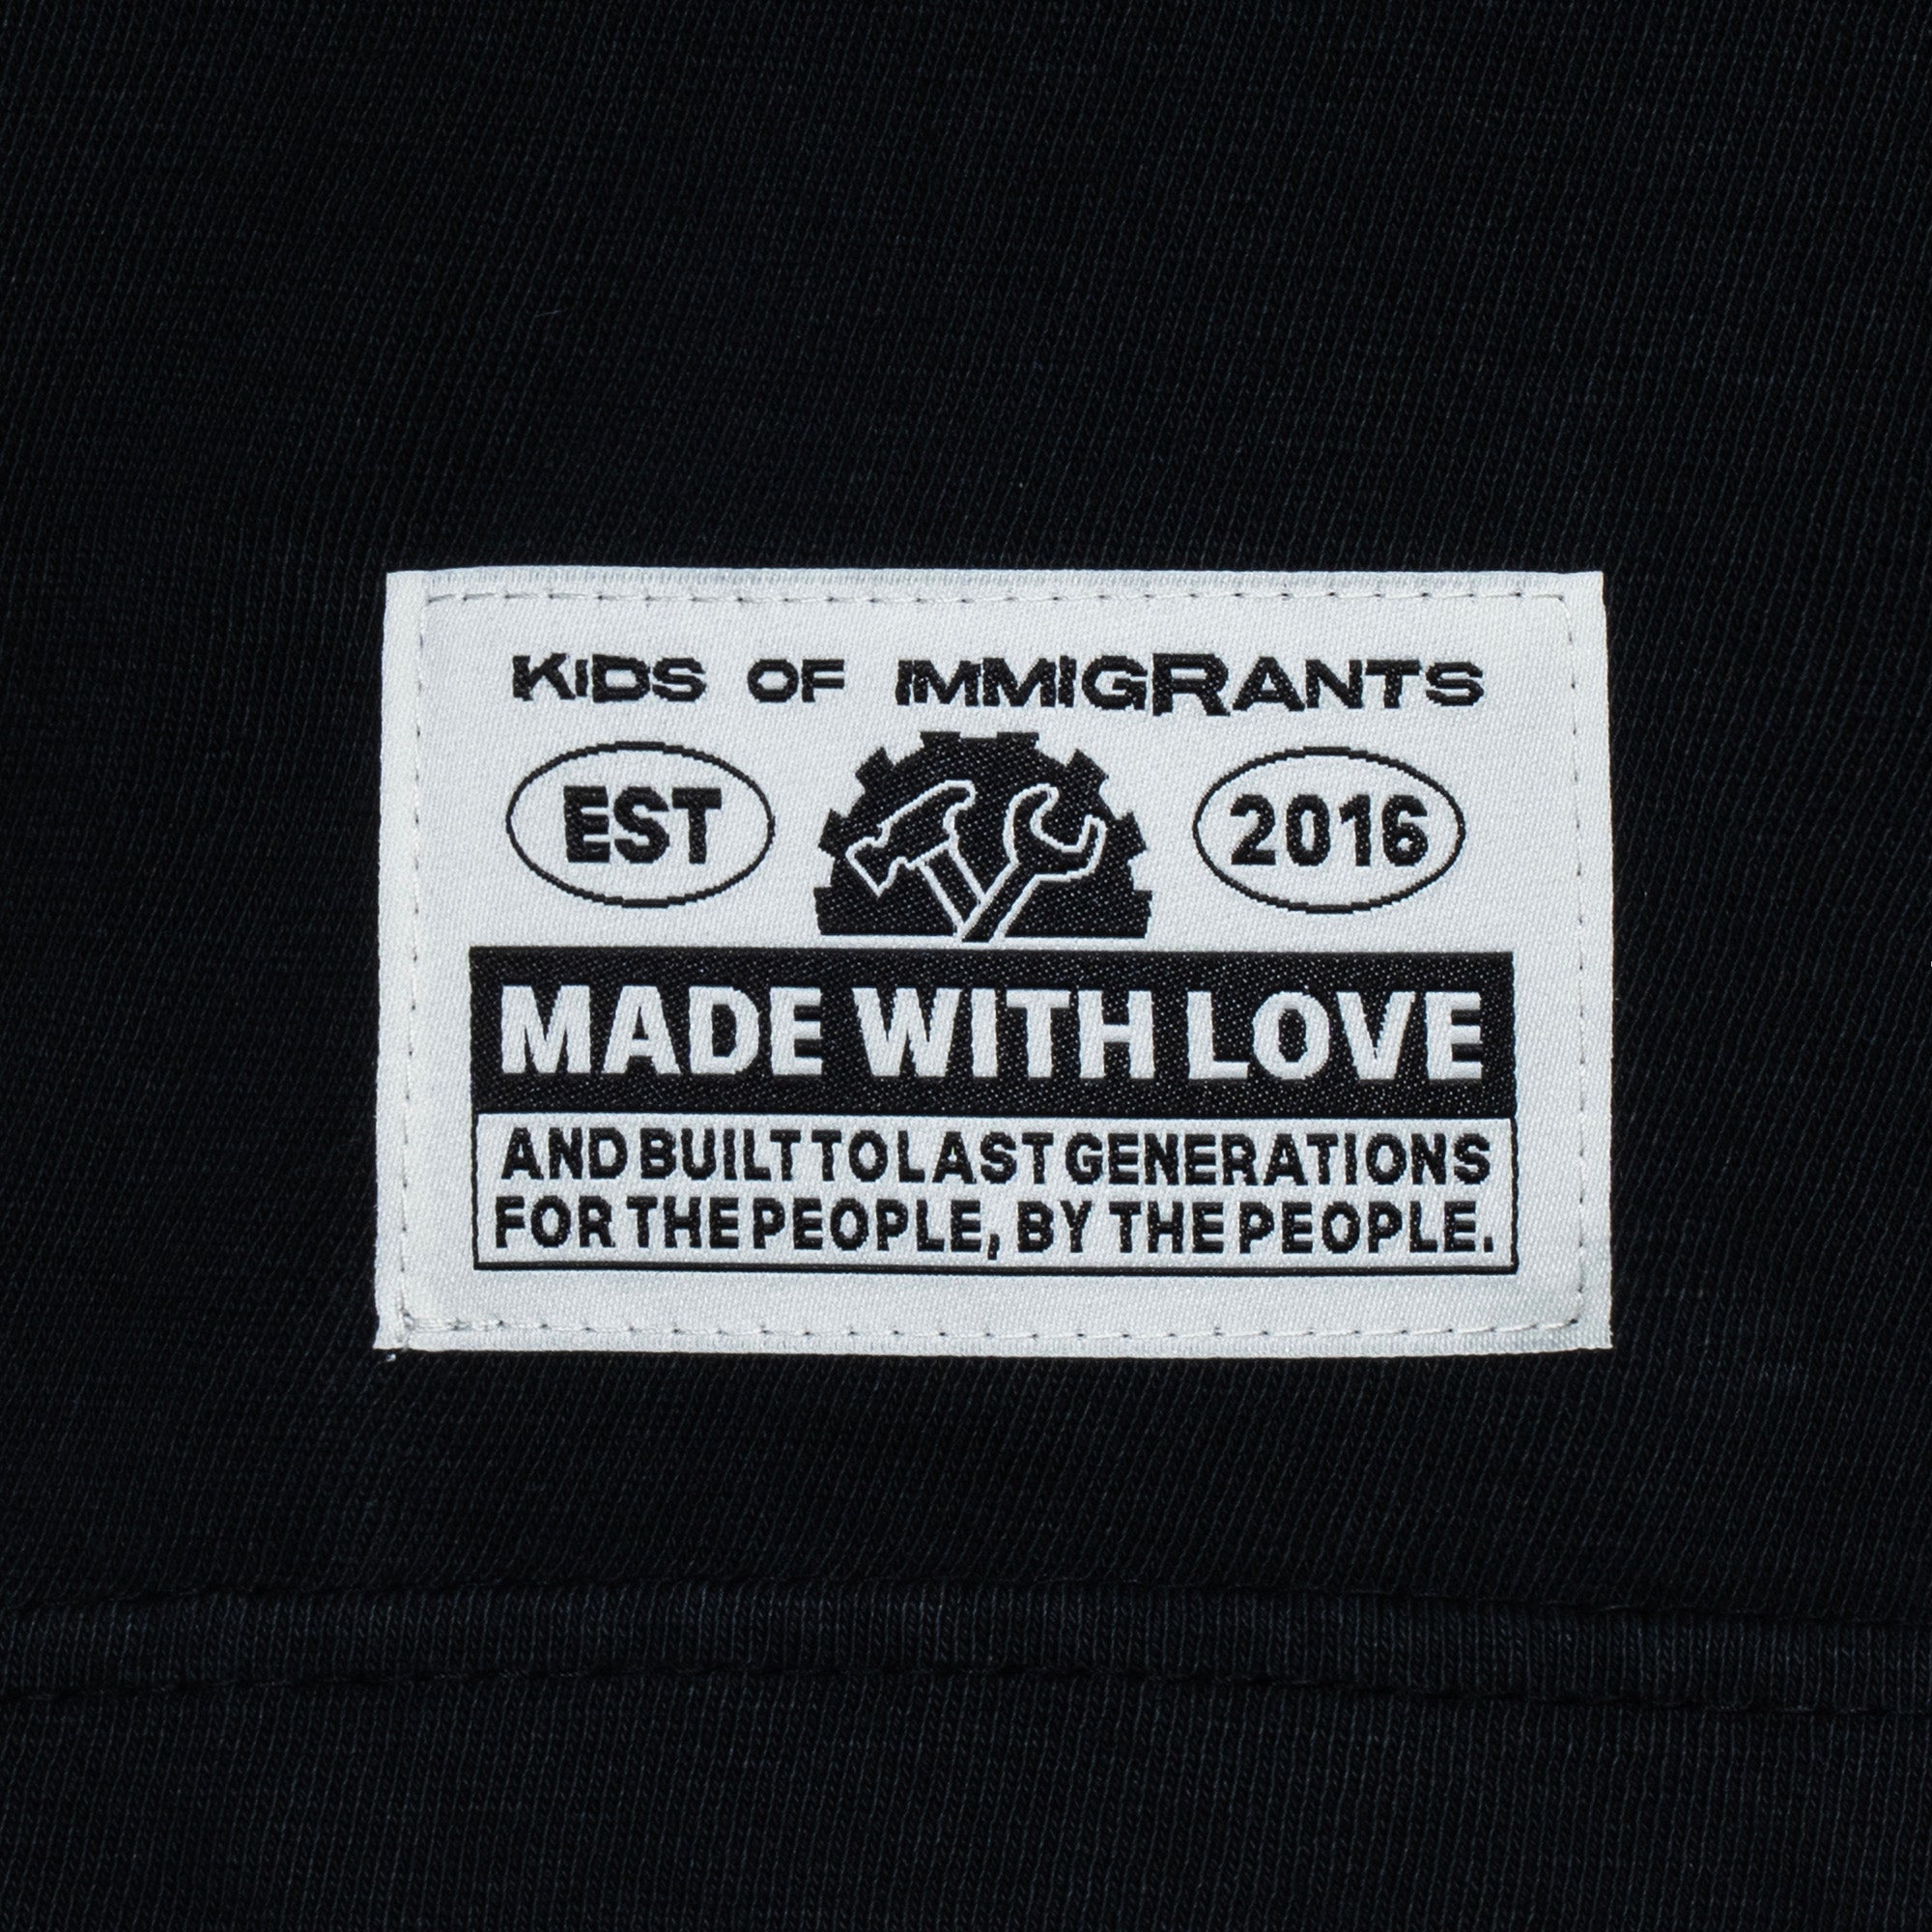 KIDS OF IMMIGRANTS
EST 2016
MADE WITH LOVE
AND BUILT TO LAST GENERATIONS
FOR THE PEOPLE, BY THE PEOPLE.